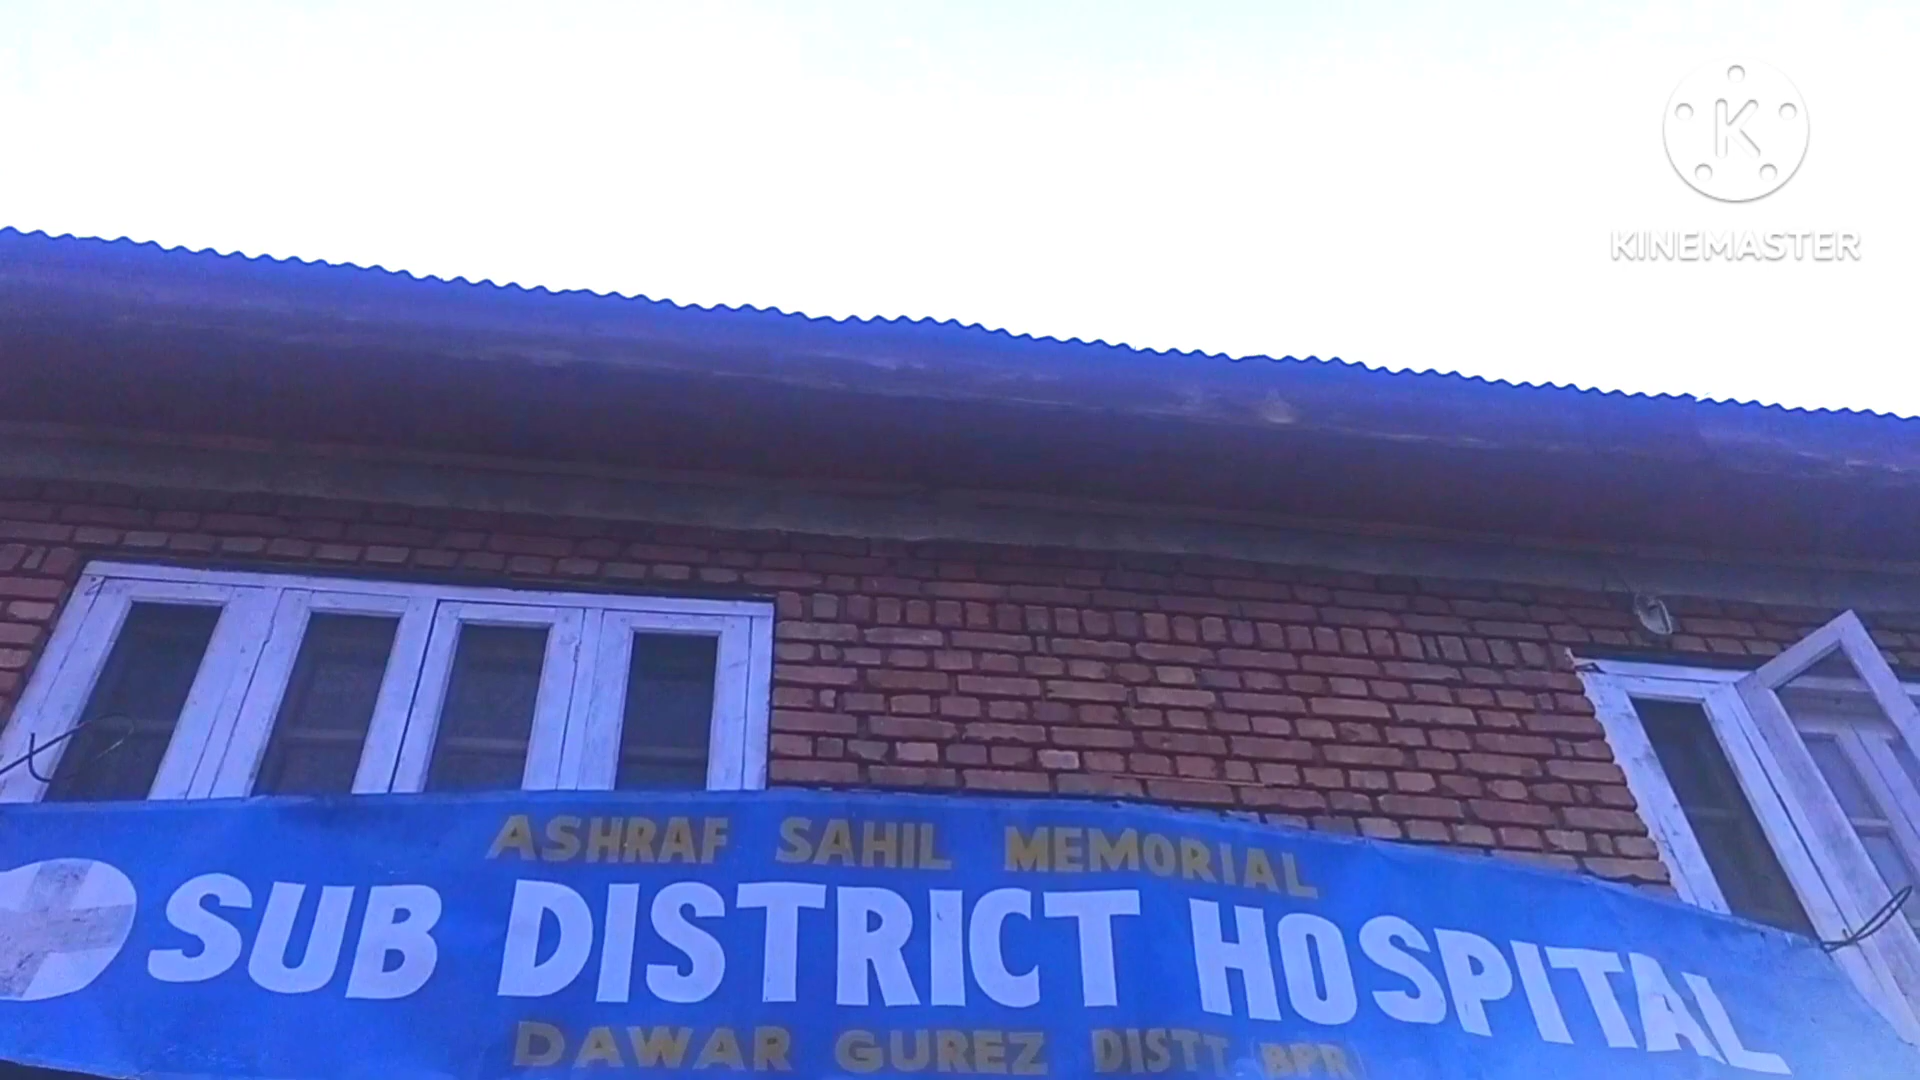 K
KINEMASTER
ASHRAF SAHIL MEMORIAL
SUB DISTRICT HOSPITAL
DAWAR GUREZ DISTT BPR